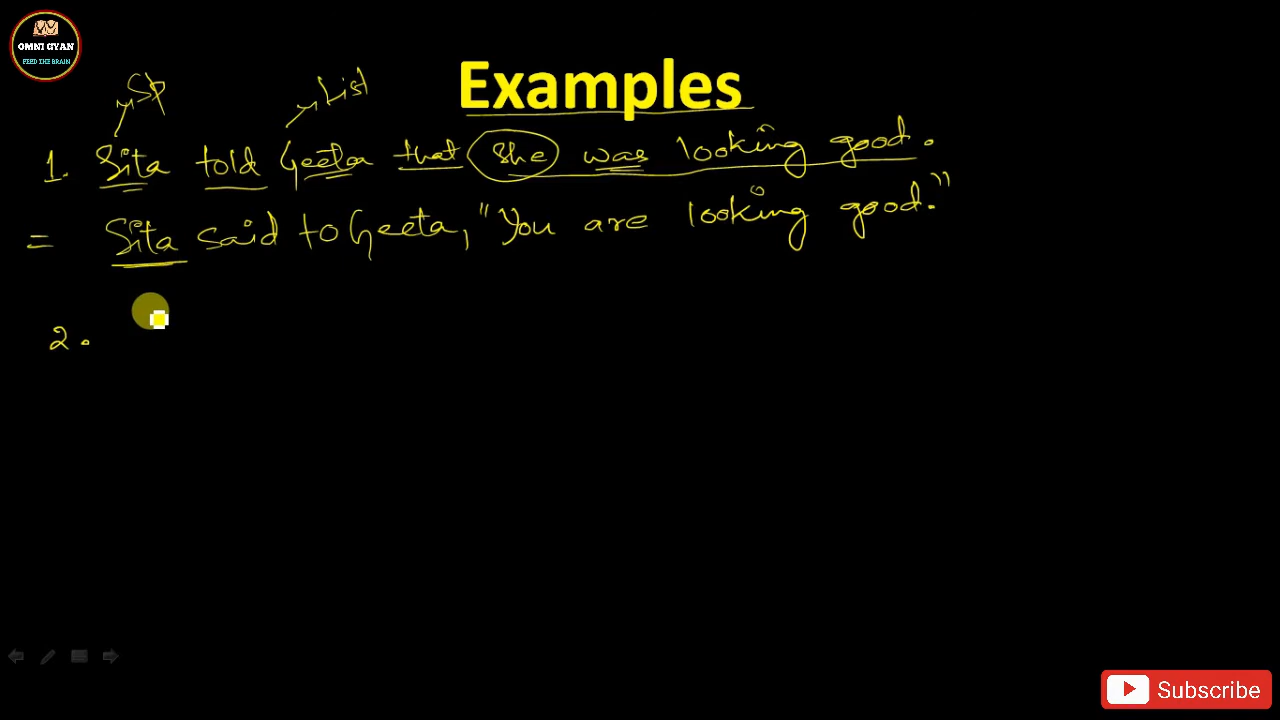 OMNI GYAN
FEED THE BRAIN
Examples
Sp List
1. Sita told Geeta that she was looking good.
= Sita said to Geeta, "You are looking good."
2.
Subscribe